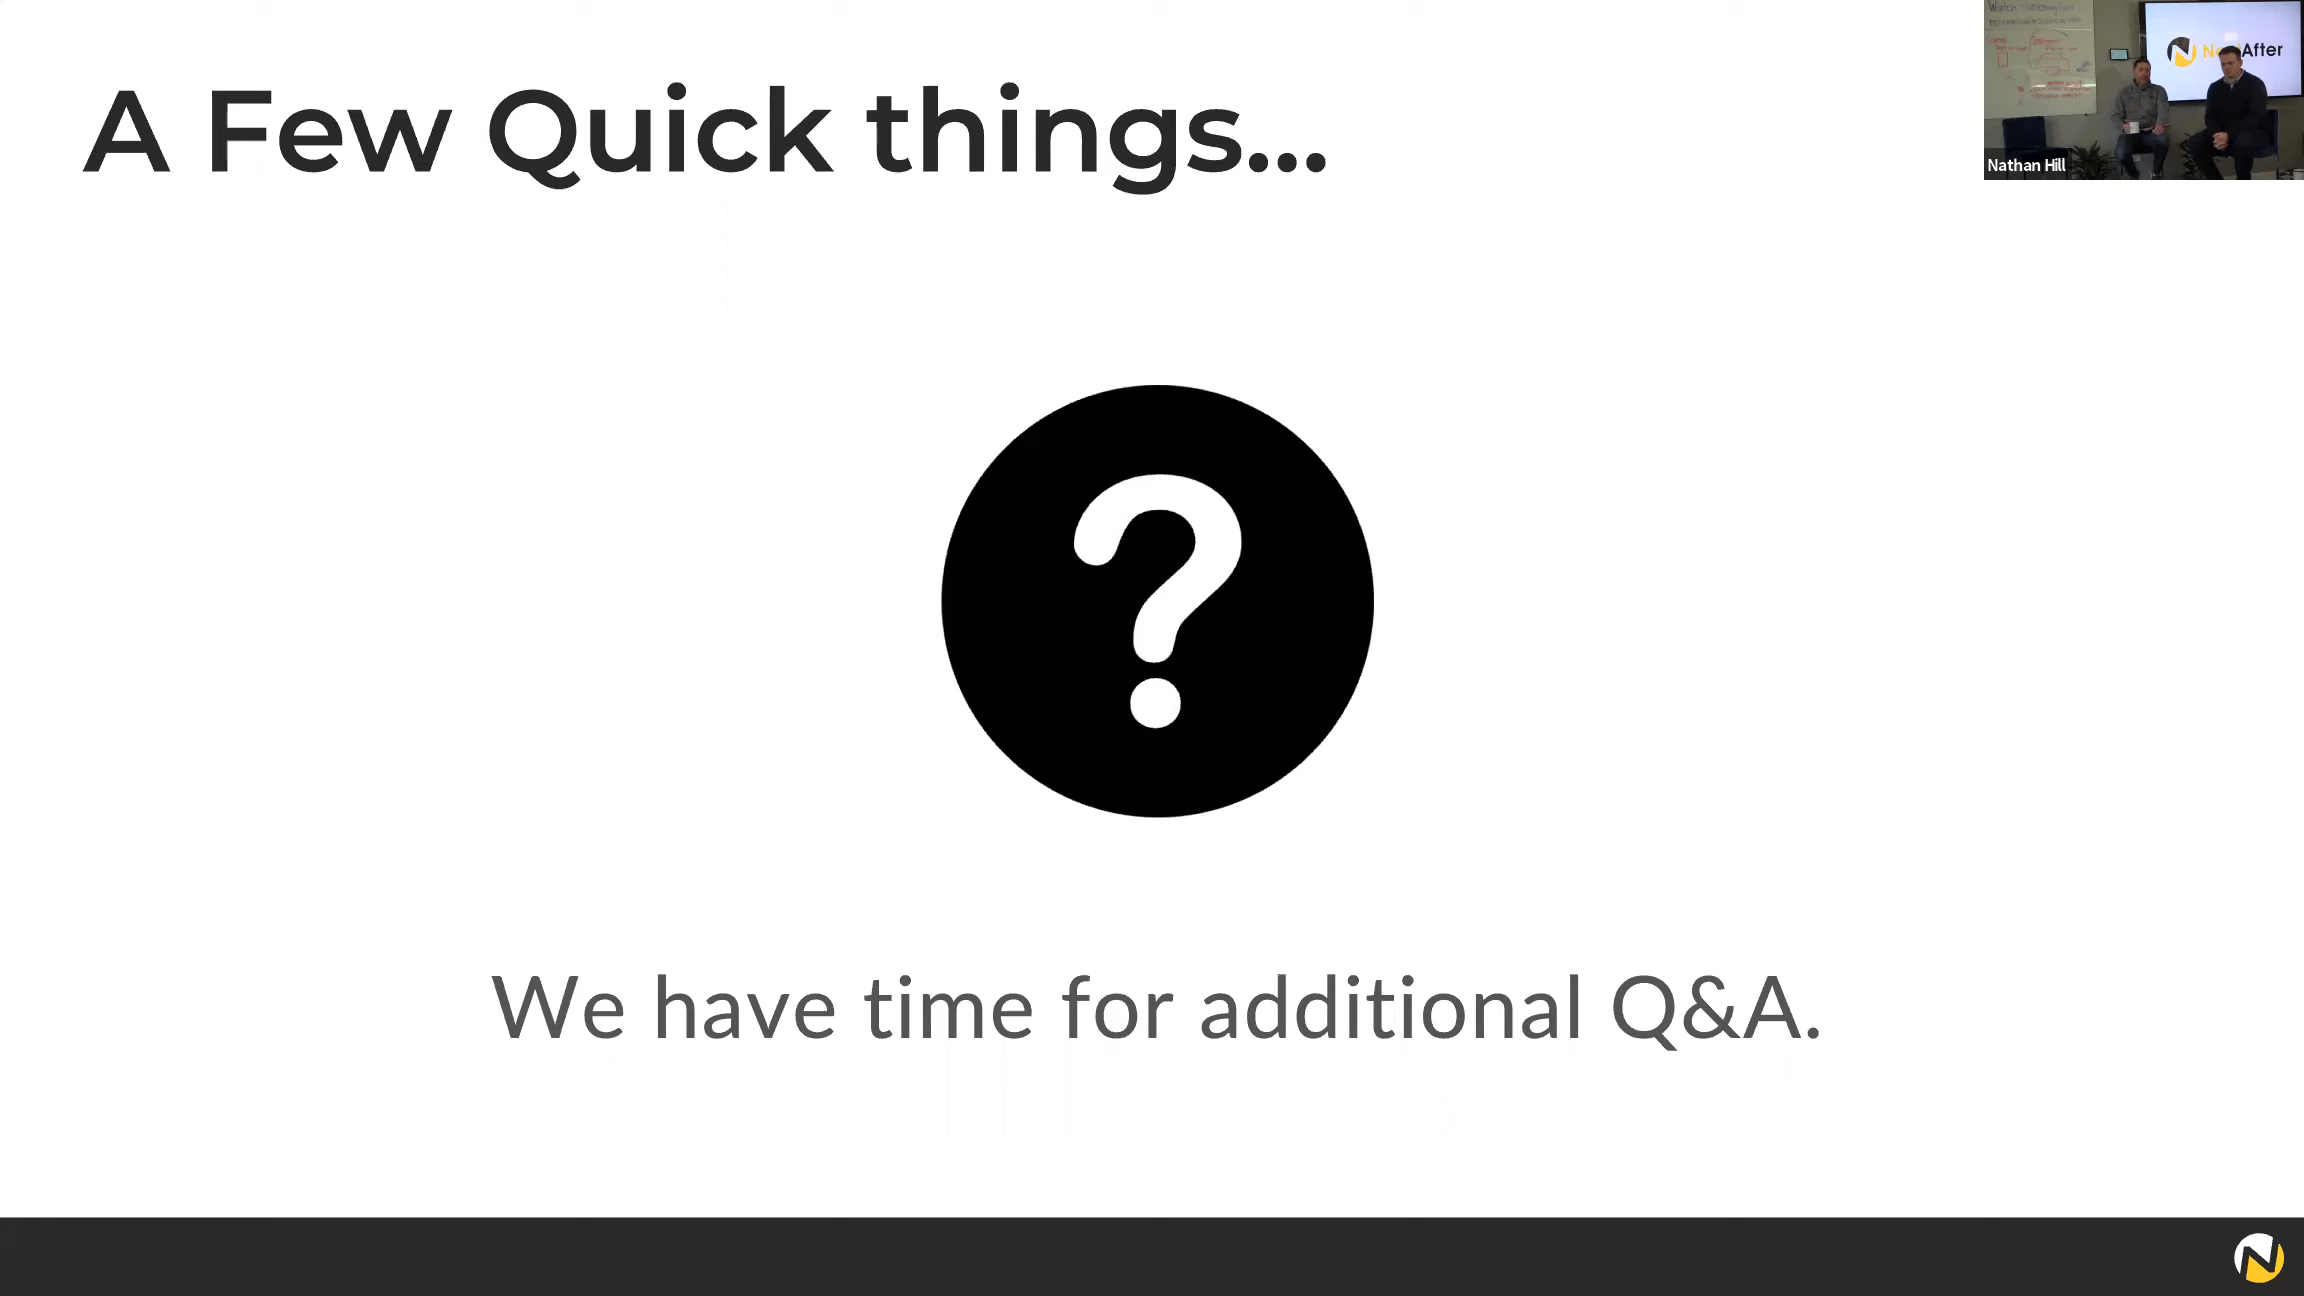 A Few Quick things...
Nathan Hill
After
We have time for additional Q&A.